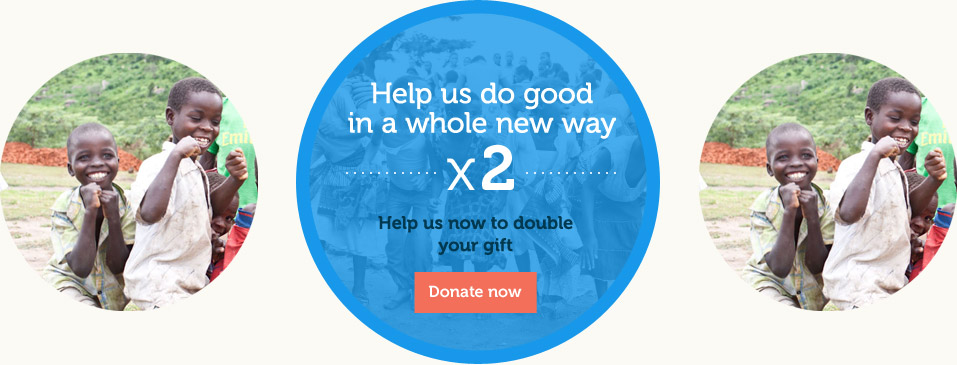 Help us do good
in a whole new way
x2
Help us now to double
your gift
Donate now